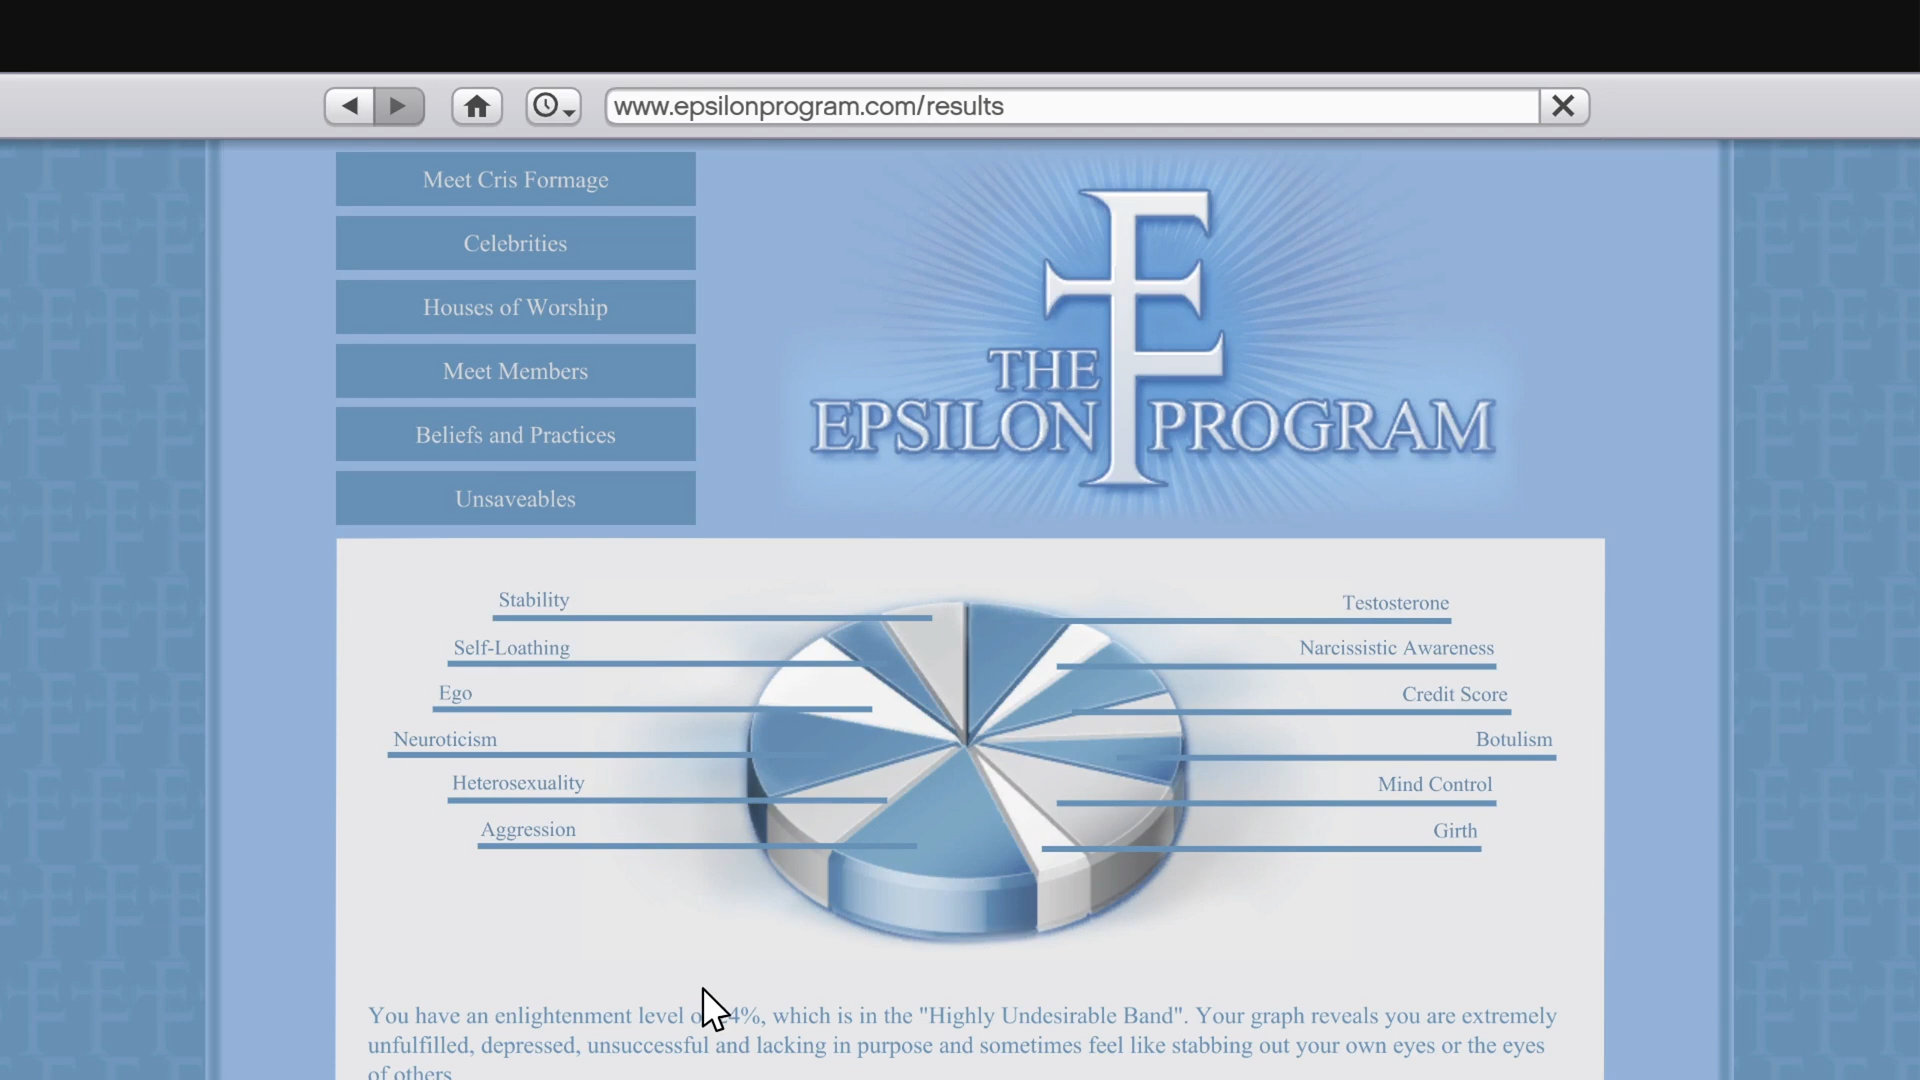 www.epsilonprogram.com/results
Meet Cris Formage
Celebrities
Houses of Worship
Meet Members
Beliefs and Practices
Unsaveables
THE
EPSILON PROGRAM
Stability
Self-Loathing
Ego
Neuroticism
Heterosexuality
Aggression
Testosterone
Narcissistic Awareness
Credit Score
Botulism
Mind Control
Girth
You have an enlightenment level which is in the "Highly Undesirable Band". Your graph reveals you are extremely
unfulfilled, depressed, unsuccessful and lacking in purpose and sometimes feel like stabbing out your own eyes or the eyes
of others